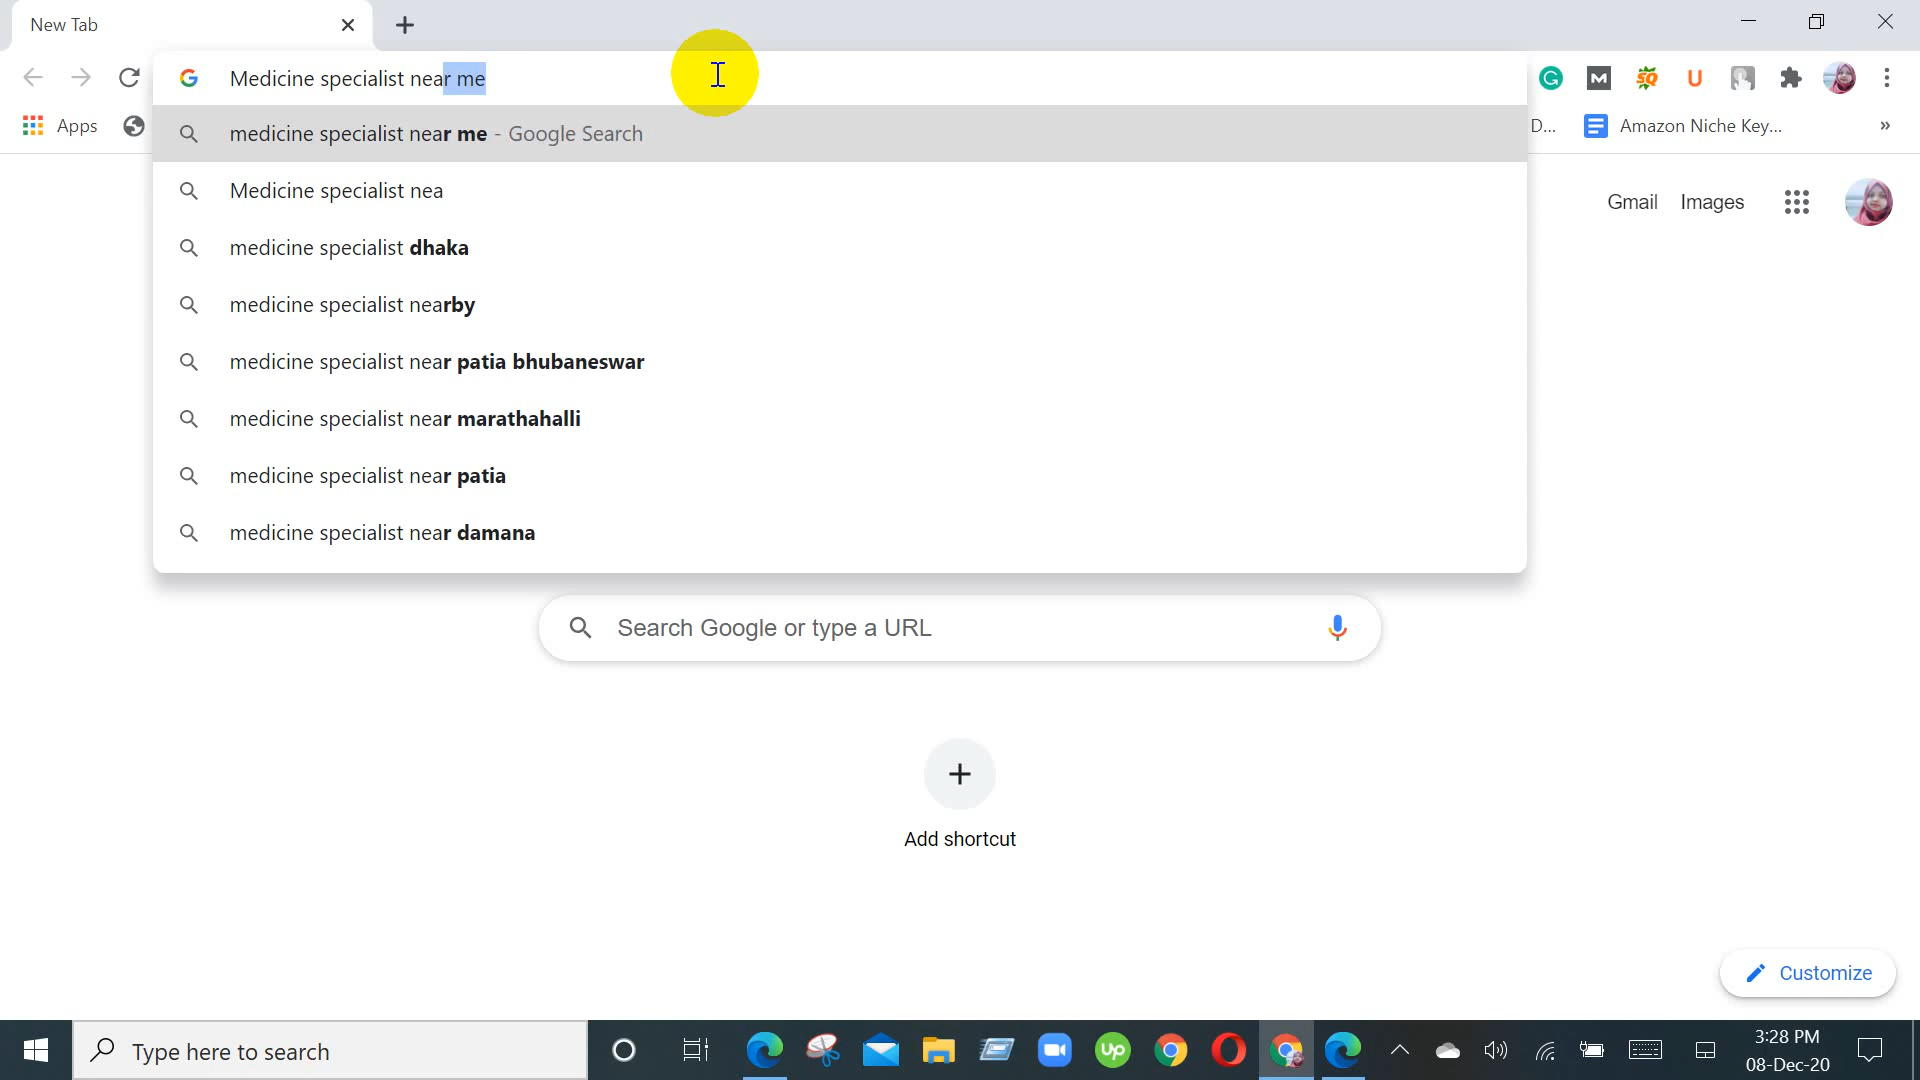 New Tab
Medicine specialist near me
Apps
D...
Amazon Niche Key...
»
medicine specialist near me - Google Search
Medicine specialist nea
medicine specialist dhaka
medicine specialist nearby
medicine specialist near patia bhubaneswar
medicine specialist near marathahalli
medicine specialist near patia
medicine specialist near damana
Gmail Images
Search Google or type a URL
Add shortcut
Customize
Type here to search
3:28 PM
08-Dec-20